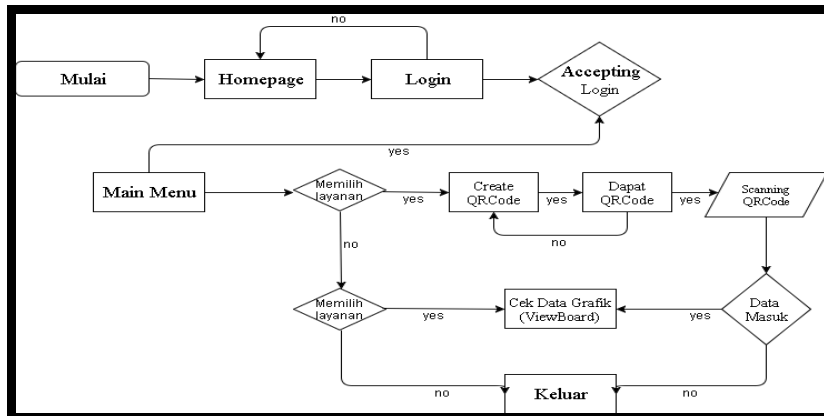 no
Mulai
Homepage
Login
Accepting
Login
yes
Main Menu
Memilih
layanan
yes
Create
QRCode
yes
Dapat
QRCode
yes
Scanning
QRCode
no
no
Memilih
layanan
yes
Cek Data Grafik
(ViewBoard)
yes
Data
Masuk
no
Keluar
no